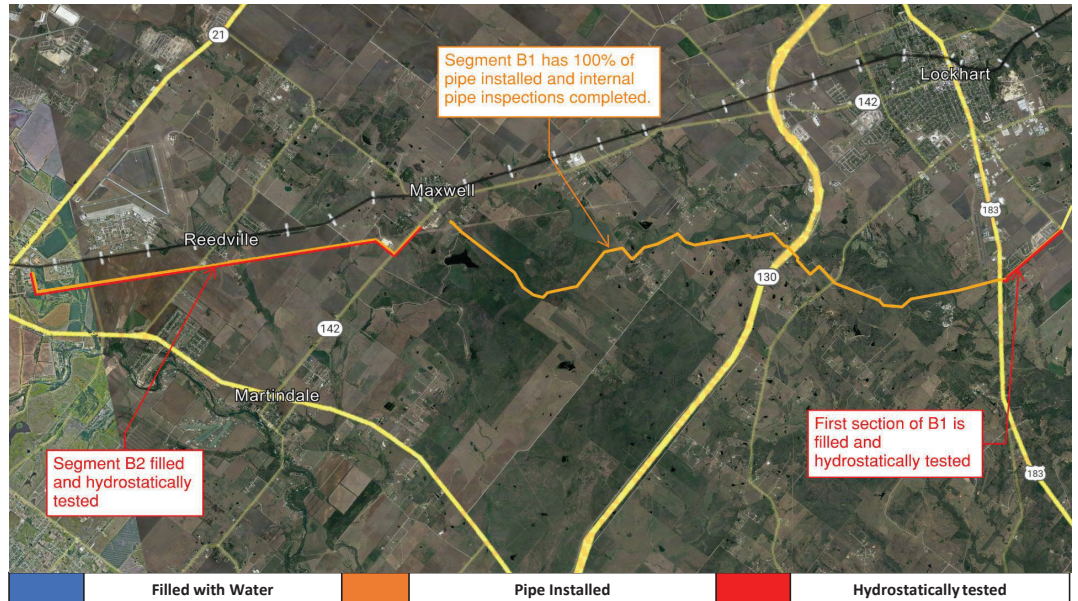 21
Segment B1 has 100% of
pipe installed and internal
pipe inspections completed.
Lockhart
142
Maxwell
183
Reedville
130
142
Martindale
First section of B1 is
filled and
hydrostatically tested
Segment B2 filled
and hydrostatically
tested
183
Filled with Water
Pipe Installed
Hydrostatically tested